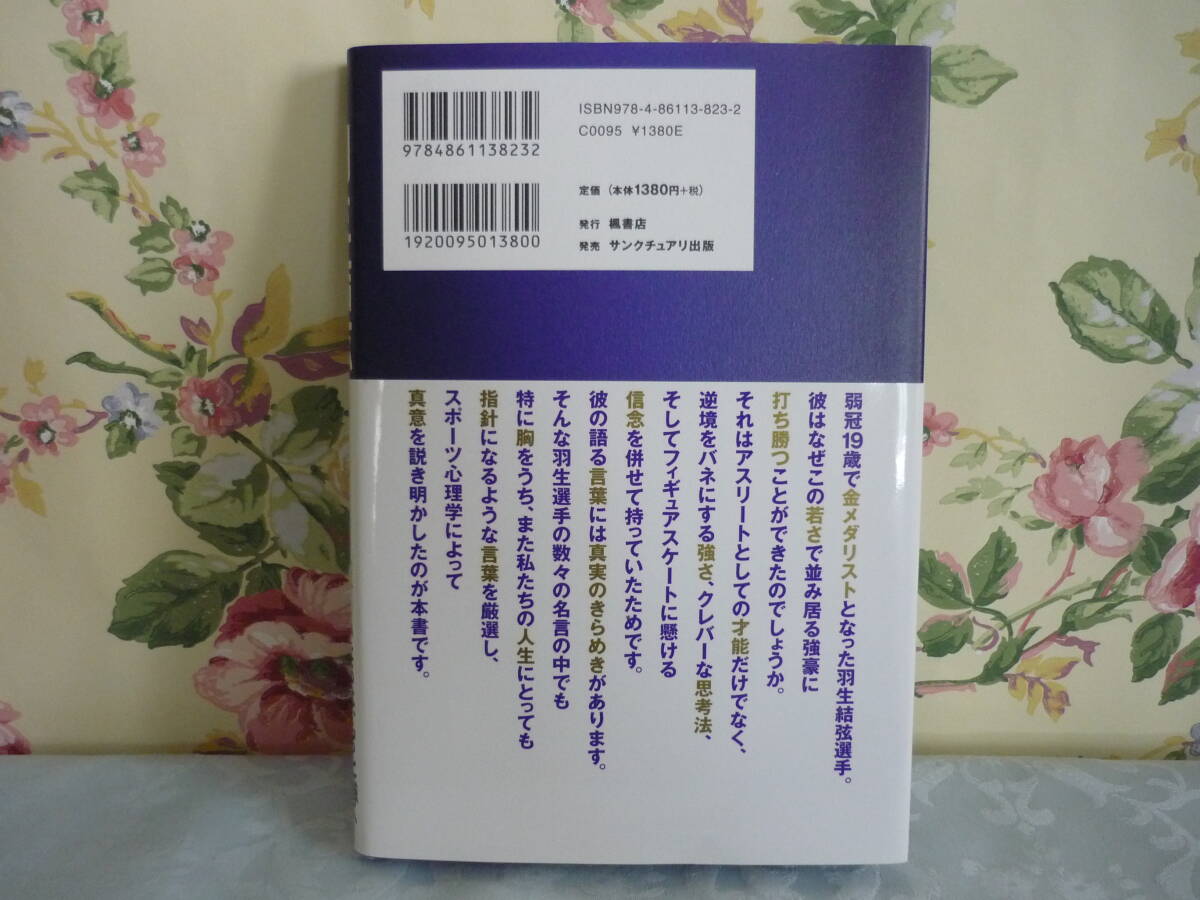 ISBN978-4-86113-823-2
C0095 ¥1380E
9784861138232
定価 (本体1380円+税)
発行 楓書店
発売 サンクチュアリ出版
1920095013800
弱冠19歳で金メダリストとなった羽生結弦選手。
彼はなぜこの若さで並み居る強豪に
打ち勝つことができたのでしょうか。
それはアスリートとしての才能だけでなく、
逆境をバネにする強さ、クレバーな思考法、
そしてフィギュアスケートに懸ける
信念を併せて持っていたためです。
彼の語る言葉には真実のきらめきがあります。
そんな羽生選手の数々の名言の中でも
特に胸をうち、また私たちの人生にとっても
指針になるような言葉を厳選し、
スポーツ心理学によって
真意を説き明かしたのが本書です。